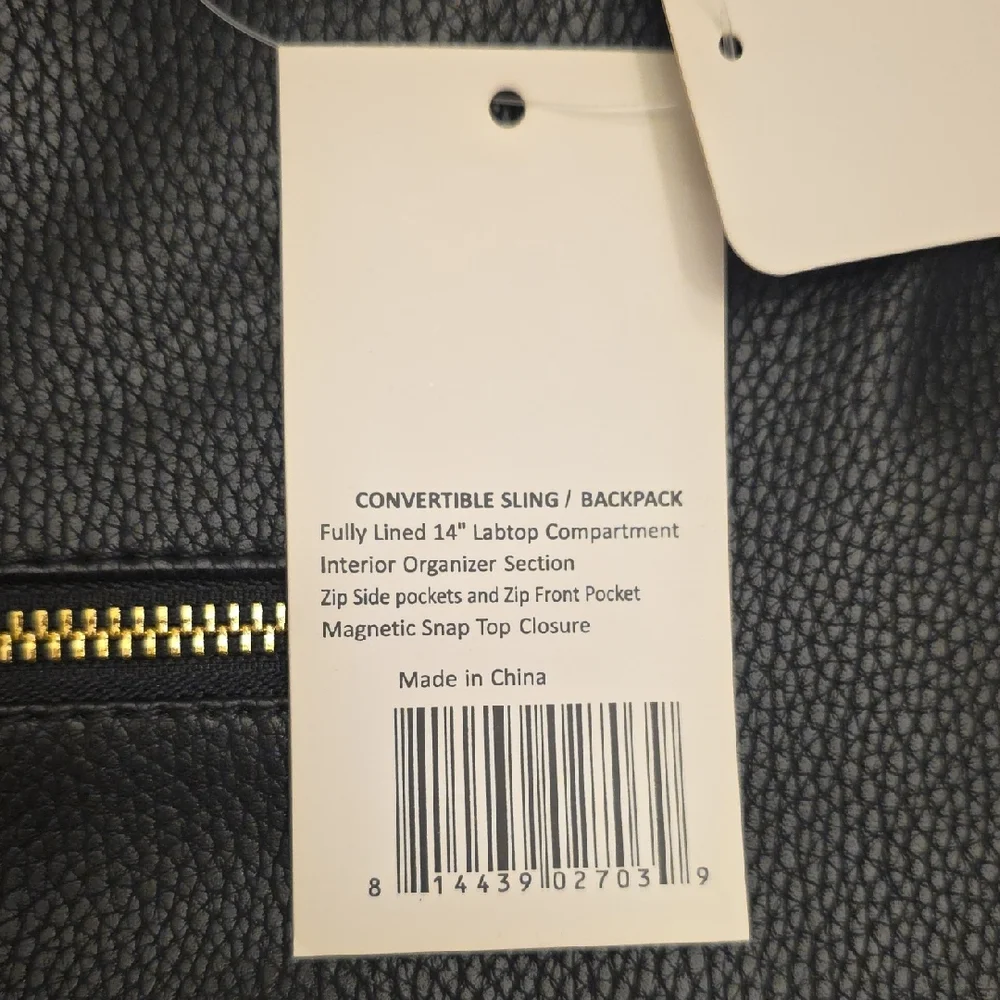 CONVERTIBLE SLING / BACKPACK
Fully Lined 14" Labtop Compartment
Interior Organizer Section
Zip Side pockets and Zip Front Pocket
Magnetic Snap Top Closure
Made in China
8 14439 02703 9